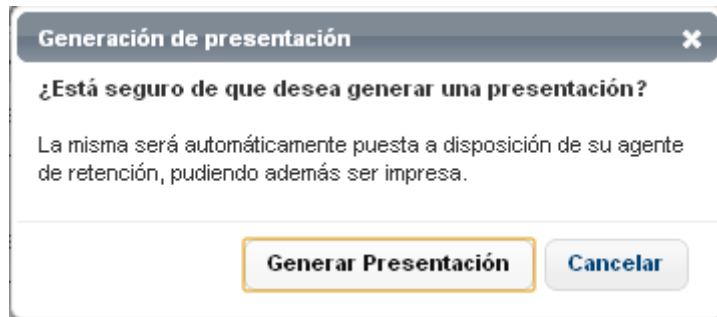 Generación de presentación
¿Está seguro de que desea generar una presentación?
La misma será automáticamente puesta a disposición de su agente
de retención, pudiendo además ser impresa.
Generar Presentación
Cancelar